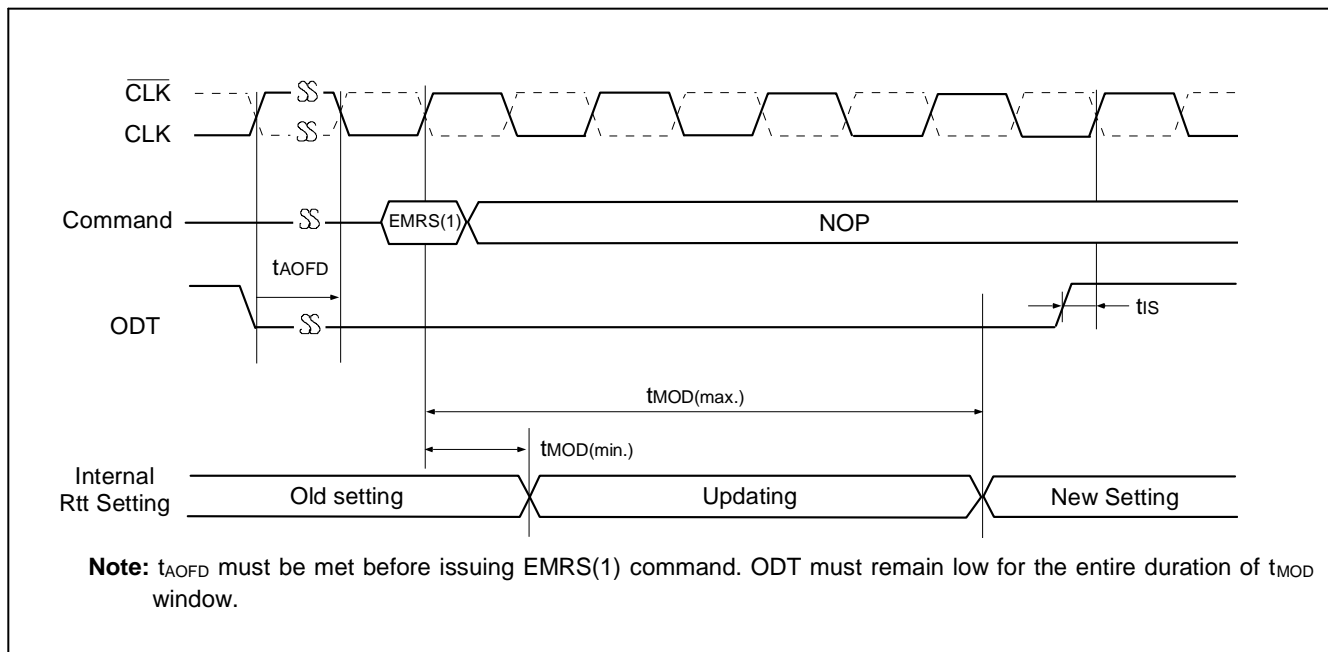 CLK
CLK
Command
EMRS(1)
NOP
tAOFD
ODT
tIS
tMOD(max.)
tMOD(min.)
Internal
Rtt Setting
Old setting
Updating
New Setting
Note: tAOFD must be met before issuing EMRS(1) command. ODT must remain low for the entire duration of tMOD
window.